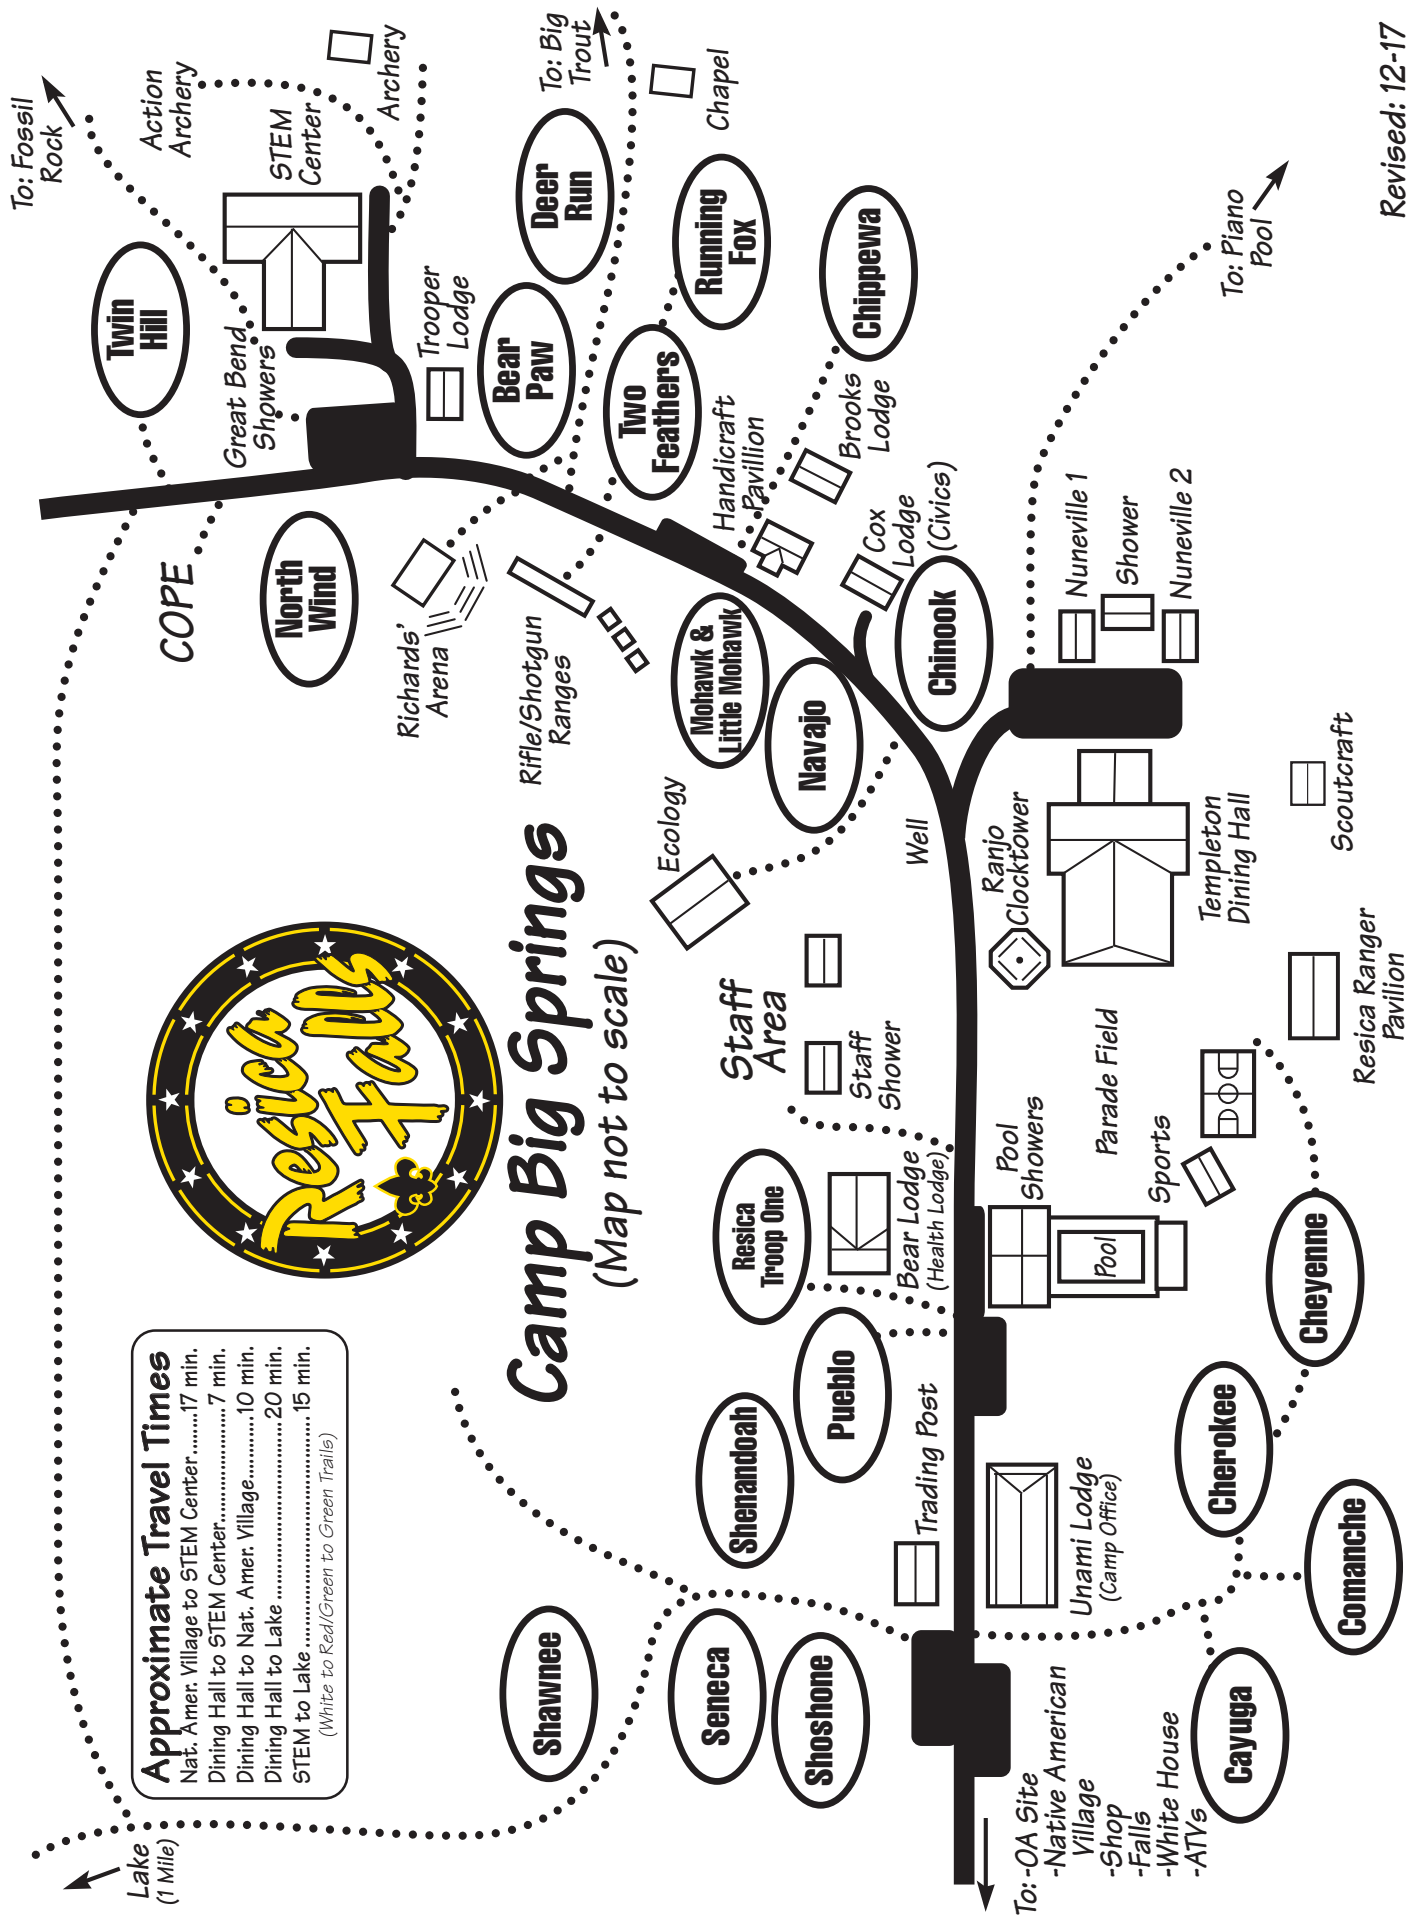 Resica
Falls
Camp Big Springs
(Map not to scale)
Approximate Travel Times
Nat. Amer. Village to STEM Center........17 min.
Dining Hall to STEM Center.......................7 min.
Dining Hall to Nat. Amer. Village...........10 min.
Dining Hall to Lake...................................20 min.
STEM to Lake..........................................15 min.
(White to Red/Green to Green Trails)
Lake
(1 Mile)
COPE
Twin
Hill
To: Fossil
Rock
Action
Archery
STEM
Center
Archery
Great Bend
Showers
North
Wind
Trooper
Lodge
Richards'
Arena
Rifle/Shotgun
Ranges
Bear
Paw
Deer
Run
To: Big
Trout
Chapel
Two
Feathers
Running
Fox
Chippewa
Handicraft
Pavillion
Brooks
Lodge
Cox
Lodge
(Civics)
Mohawk &
Little Mohawk
Navajo
Chinook
Ecology
Well
Staff
Area
Staff
Shower
Ranjo
Clocktower
Templeton
Dining Hall
Nuneville 1
Shower
Nuneville 2
To: Piano
Pool
Scoutcraft
Resica Ranger
Pavilion
Parade Field
Sports
Pool
Showers
Pool
Bear Lodge
(Health Lodge)
Resica
Troop One
Pueblo
Shenandoah
Trading Post
Unami Lodge
(Camp Office)
Shawnee
Seneca
Shoshone
Cheyenne
Cherokee
Comanche
Cayuga
To: -OA Site
-Native American
Village
-Shop
-Falls
-White House
-ATVs
Revised: 12-17